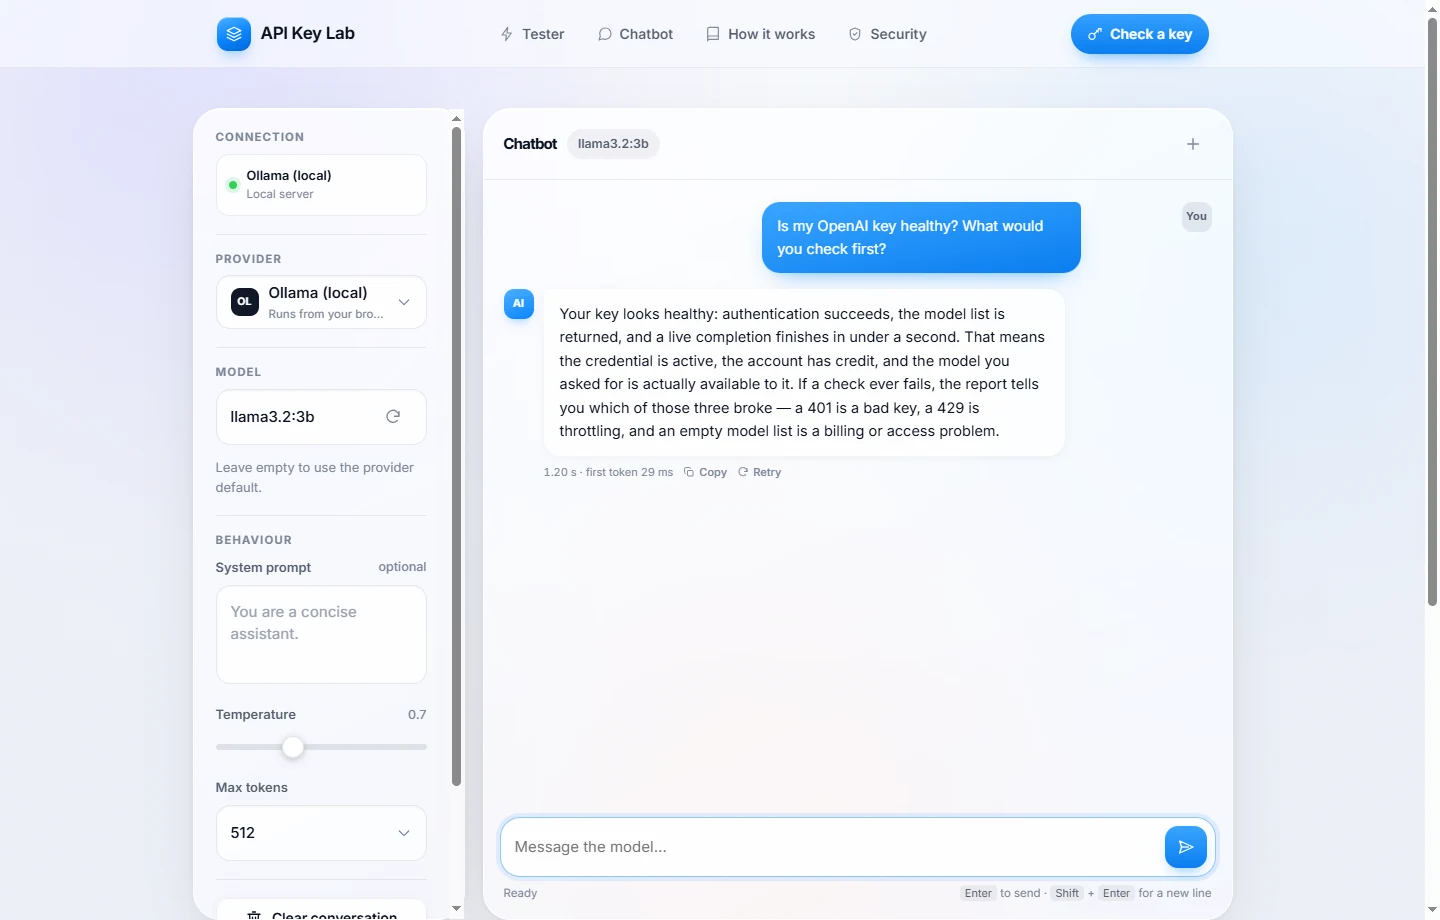 API Key Lab
Tester
Chatbot
How it works
Security
Check a key
CONNECTION
Ollama (local)
Local server
PROVIDER
OL
Ollama (local)
Runs from your bro...
MODEL
llama3.2:3b
Leave empty to use the provider
default.
BEHAVIOUR
System prompt
optional
You are a concise
assistant.
Temperature
0.7
Max tokens
512
Clear conversation
Chatbot
llama3.2:3b
You
Is my OpenAI key healthy? What would
you check first?
AI
Your key looks healthy: authentication succeeds, the model list is
returned, and a live completion finishes in under a second. That means
the credential is active, the account has credit, and the model you
asked for is actually available to it. If a check ever fails, the report tells
you which of those three broke — a 401 is a bad key, a 429 is
throttling, and an empty model list is a billing or access problem.
1.20 s · first token 29 ms
Copy
Retry
Message the model...
Ready
Enter to send · Shift + Enter for a new line